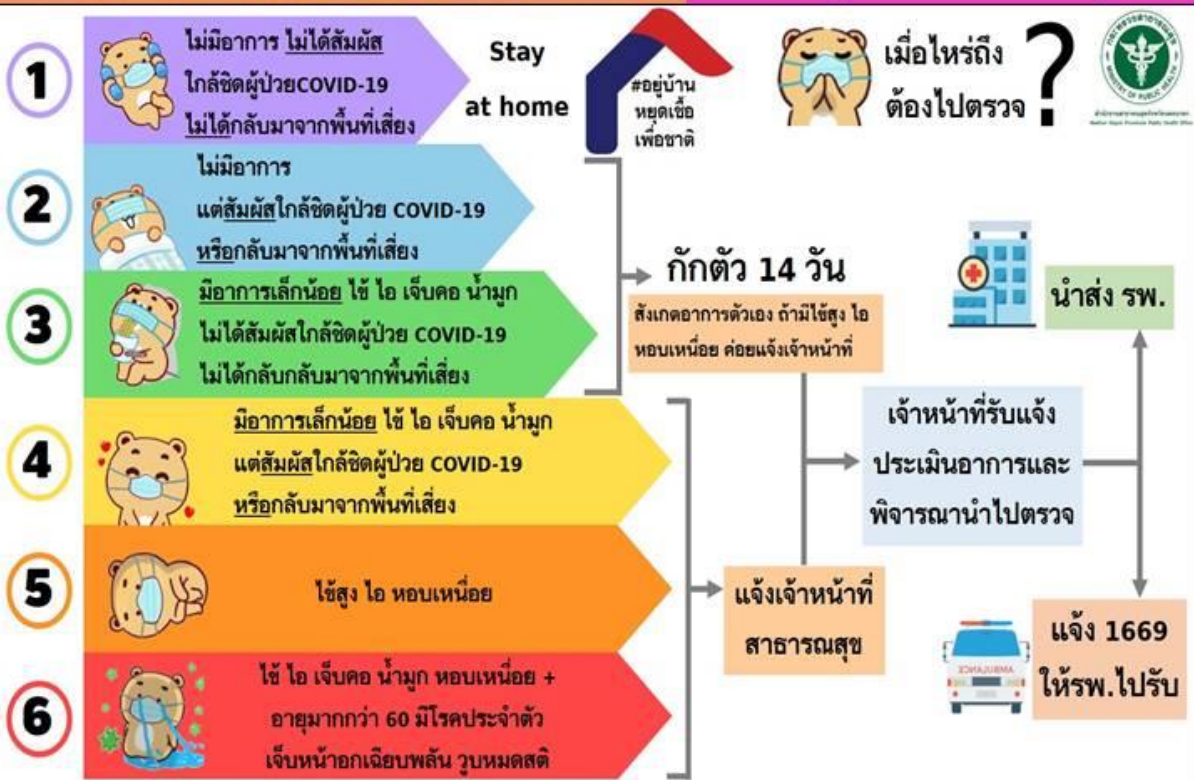 เมื่อไหร่ถึง
ต้องไปตรวจ ?
กระทรวงสาธารณสุข
MINISTRY OF PUBLIC HEALTH
1
ไม่มีอาการ ไม่ได้สัมผัส
ใกล้ชิดผู้ป่วยCOVID-19
ไม่ได้กลับมาจากพื้นที่เสี่ยง
Stay
at home
#อยู่บ้าน
หยุดเชื้อ
เพื่อชาติ
2
ไม่มีอาการ
แต่สัมผัสใกล้ชิดผู้ป่วย COVID-19
หรือกลับมาจากพื้นที่เสี่ยง
3
มีอาการเล็กน้อย ไข้ ไอ เจ็บคอ น้ำมูก
ไม่ได้สัมผัสใกล้ชิดผู้ป่วย COVID-19
ไม่ได้กลับกลับมาจากพื้นที่เสี่ยง
กักตัว 14 วัน
สังเกตอาการตัวเอง ถ้ามีไข้สูง ไอ
หอบเหนื่อย ค่อยแจ้งเจ้าหน้าที่
4
มีอาการเล็กน้อย ไข้ ไอ เจ็บคอ น้ำมูก
แต่สัมผัสใกล้ชิดผู้ป่วย COVID-19
หรือกลับมาจากพื้นที่เสี่ยง
5
ไข้สูง ไอ หอบเหนื่อย
6
ไข้ ไอ เจ็บคอ น้ำมูก หอบเหนื่อย +
อายุมากกว่า 60 มีโรคประจำตัว
เจ็บหน้าอกเฉียบพลัน วูบหมดสติ
แจ้งเจ้าหน้าที่
สาธารณสุข
เจ้าหน้าที่รับแจ้ง
ประเมินอาการและ
พิจารณานำไปตรวจ
นำส่ง รพ.
AMBULANCE
แจ้ง 1669
ให้รพ.ไปรับ